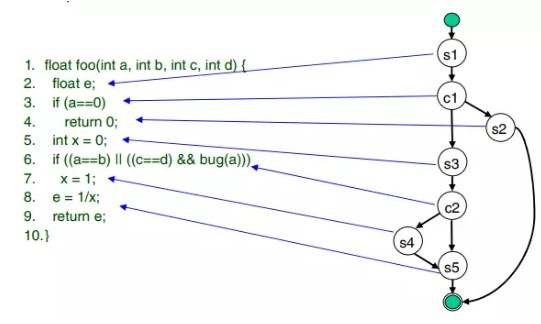 1. float foo(int a, int b, int c, int d) {
2. float e;
3. if (a==0)
4. return 0;
5. int x = 0;
6. if ((a==b) || ((c==d) && bug(a)))
7. x = 1;
8. e = 1/x;
9. return e;
10.}
s1
c1
s2
s3
c2
s4
s5